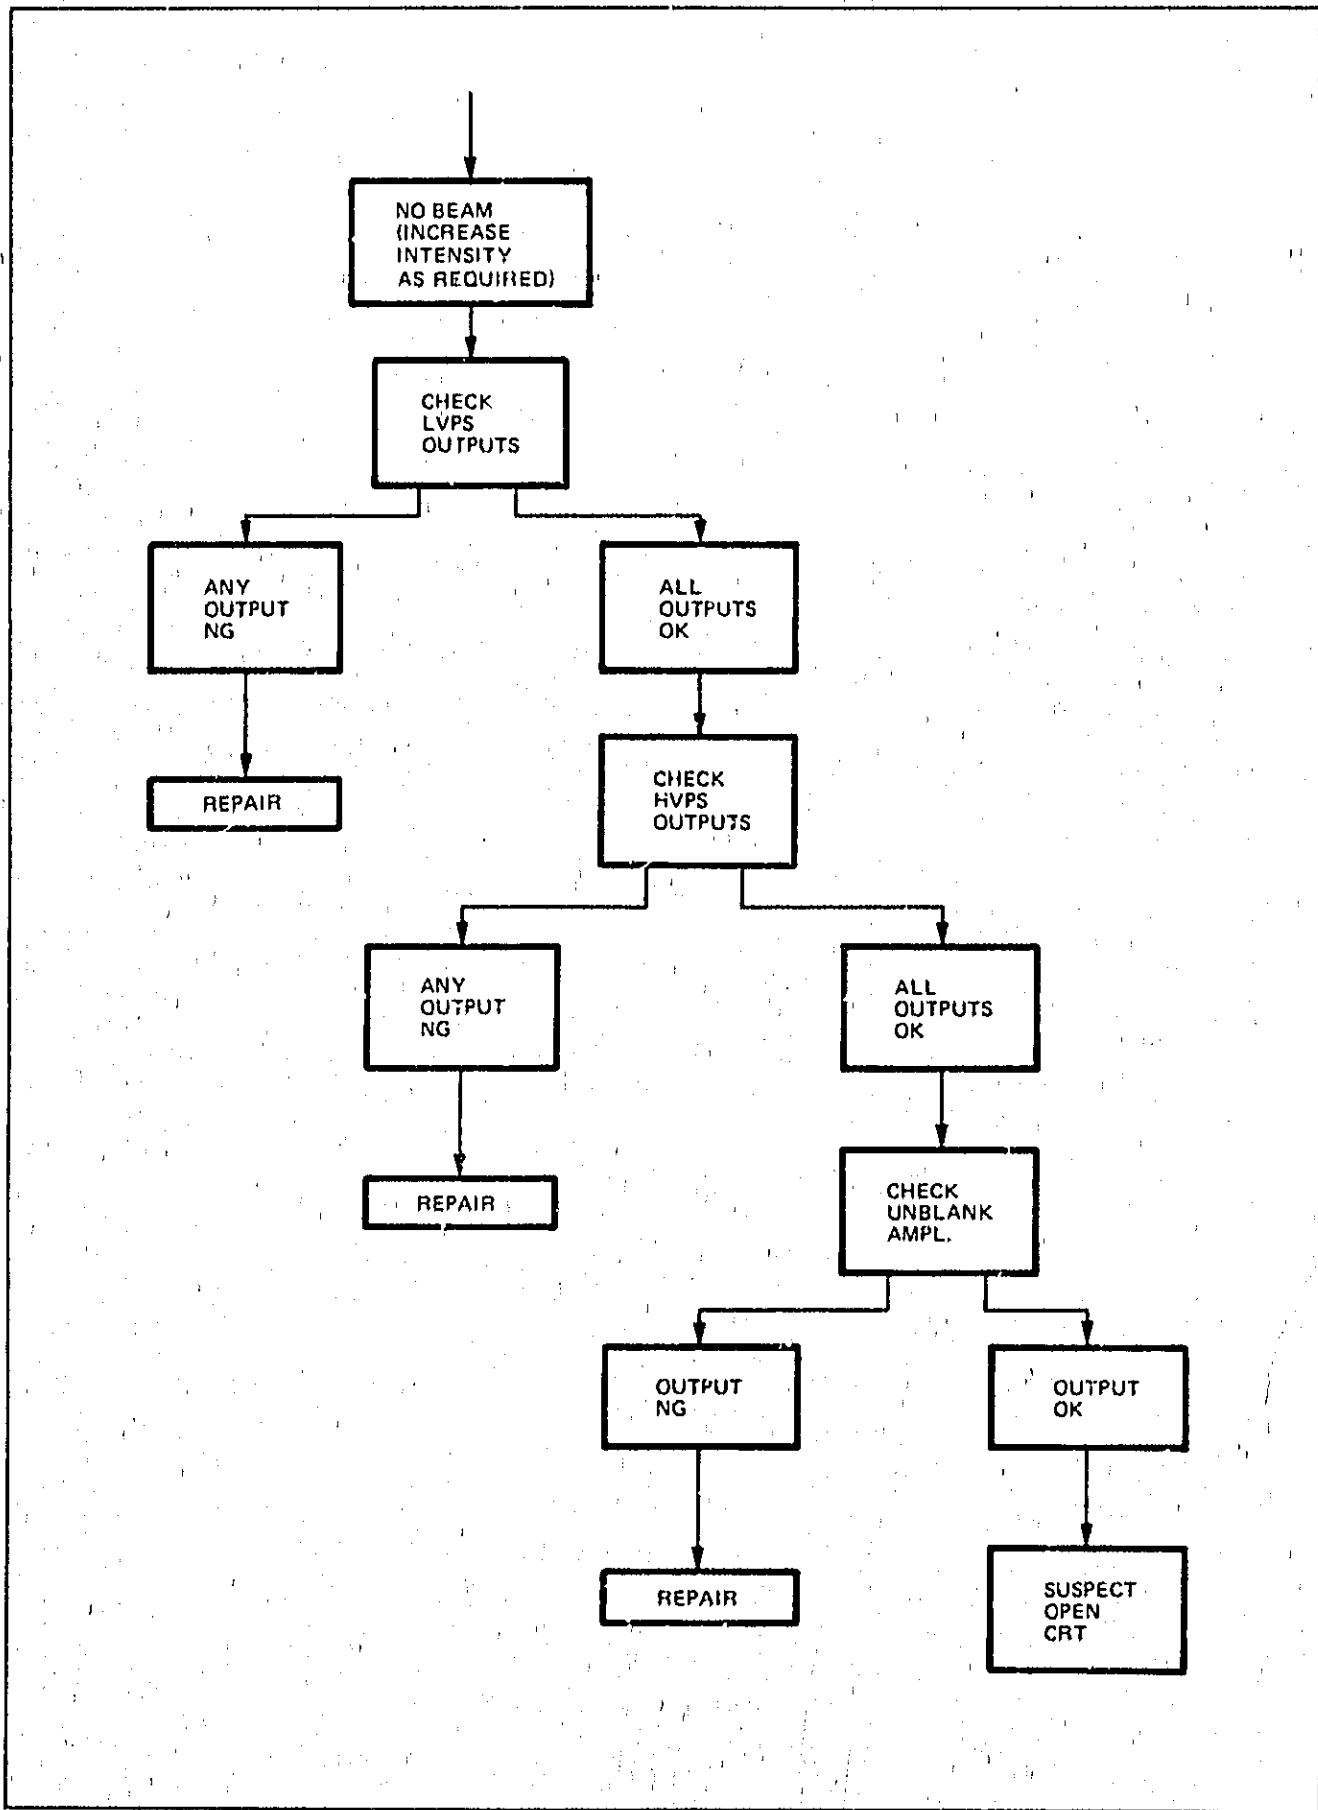 NO BEAM
(INCREASE
INTENSITY
AS REQUIRED)
CHECK
LVPS
OUTPUTS
ANY
OUTPUT
NG
ALL
OUTPUTS
OK
REPAIR
CHECK
HVPS
OUTPUTS
ANY
OUTPUT
NG
ALL
OUTPUTS
OK
REPAIR
CHECK
UNBLANK
AMPL.
OUTPUT
NG
OUTPUT
OK
REPAIR
SUSPECT
OPEN
CRT